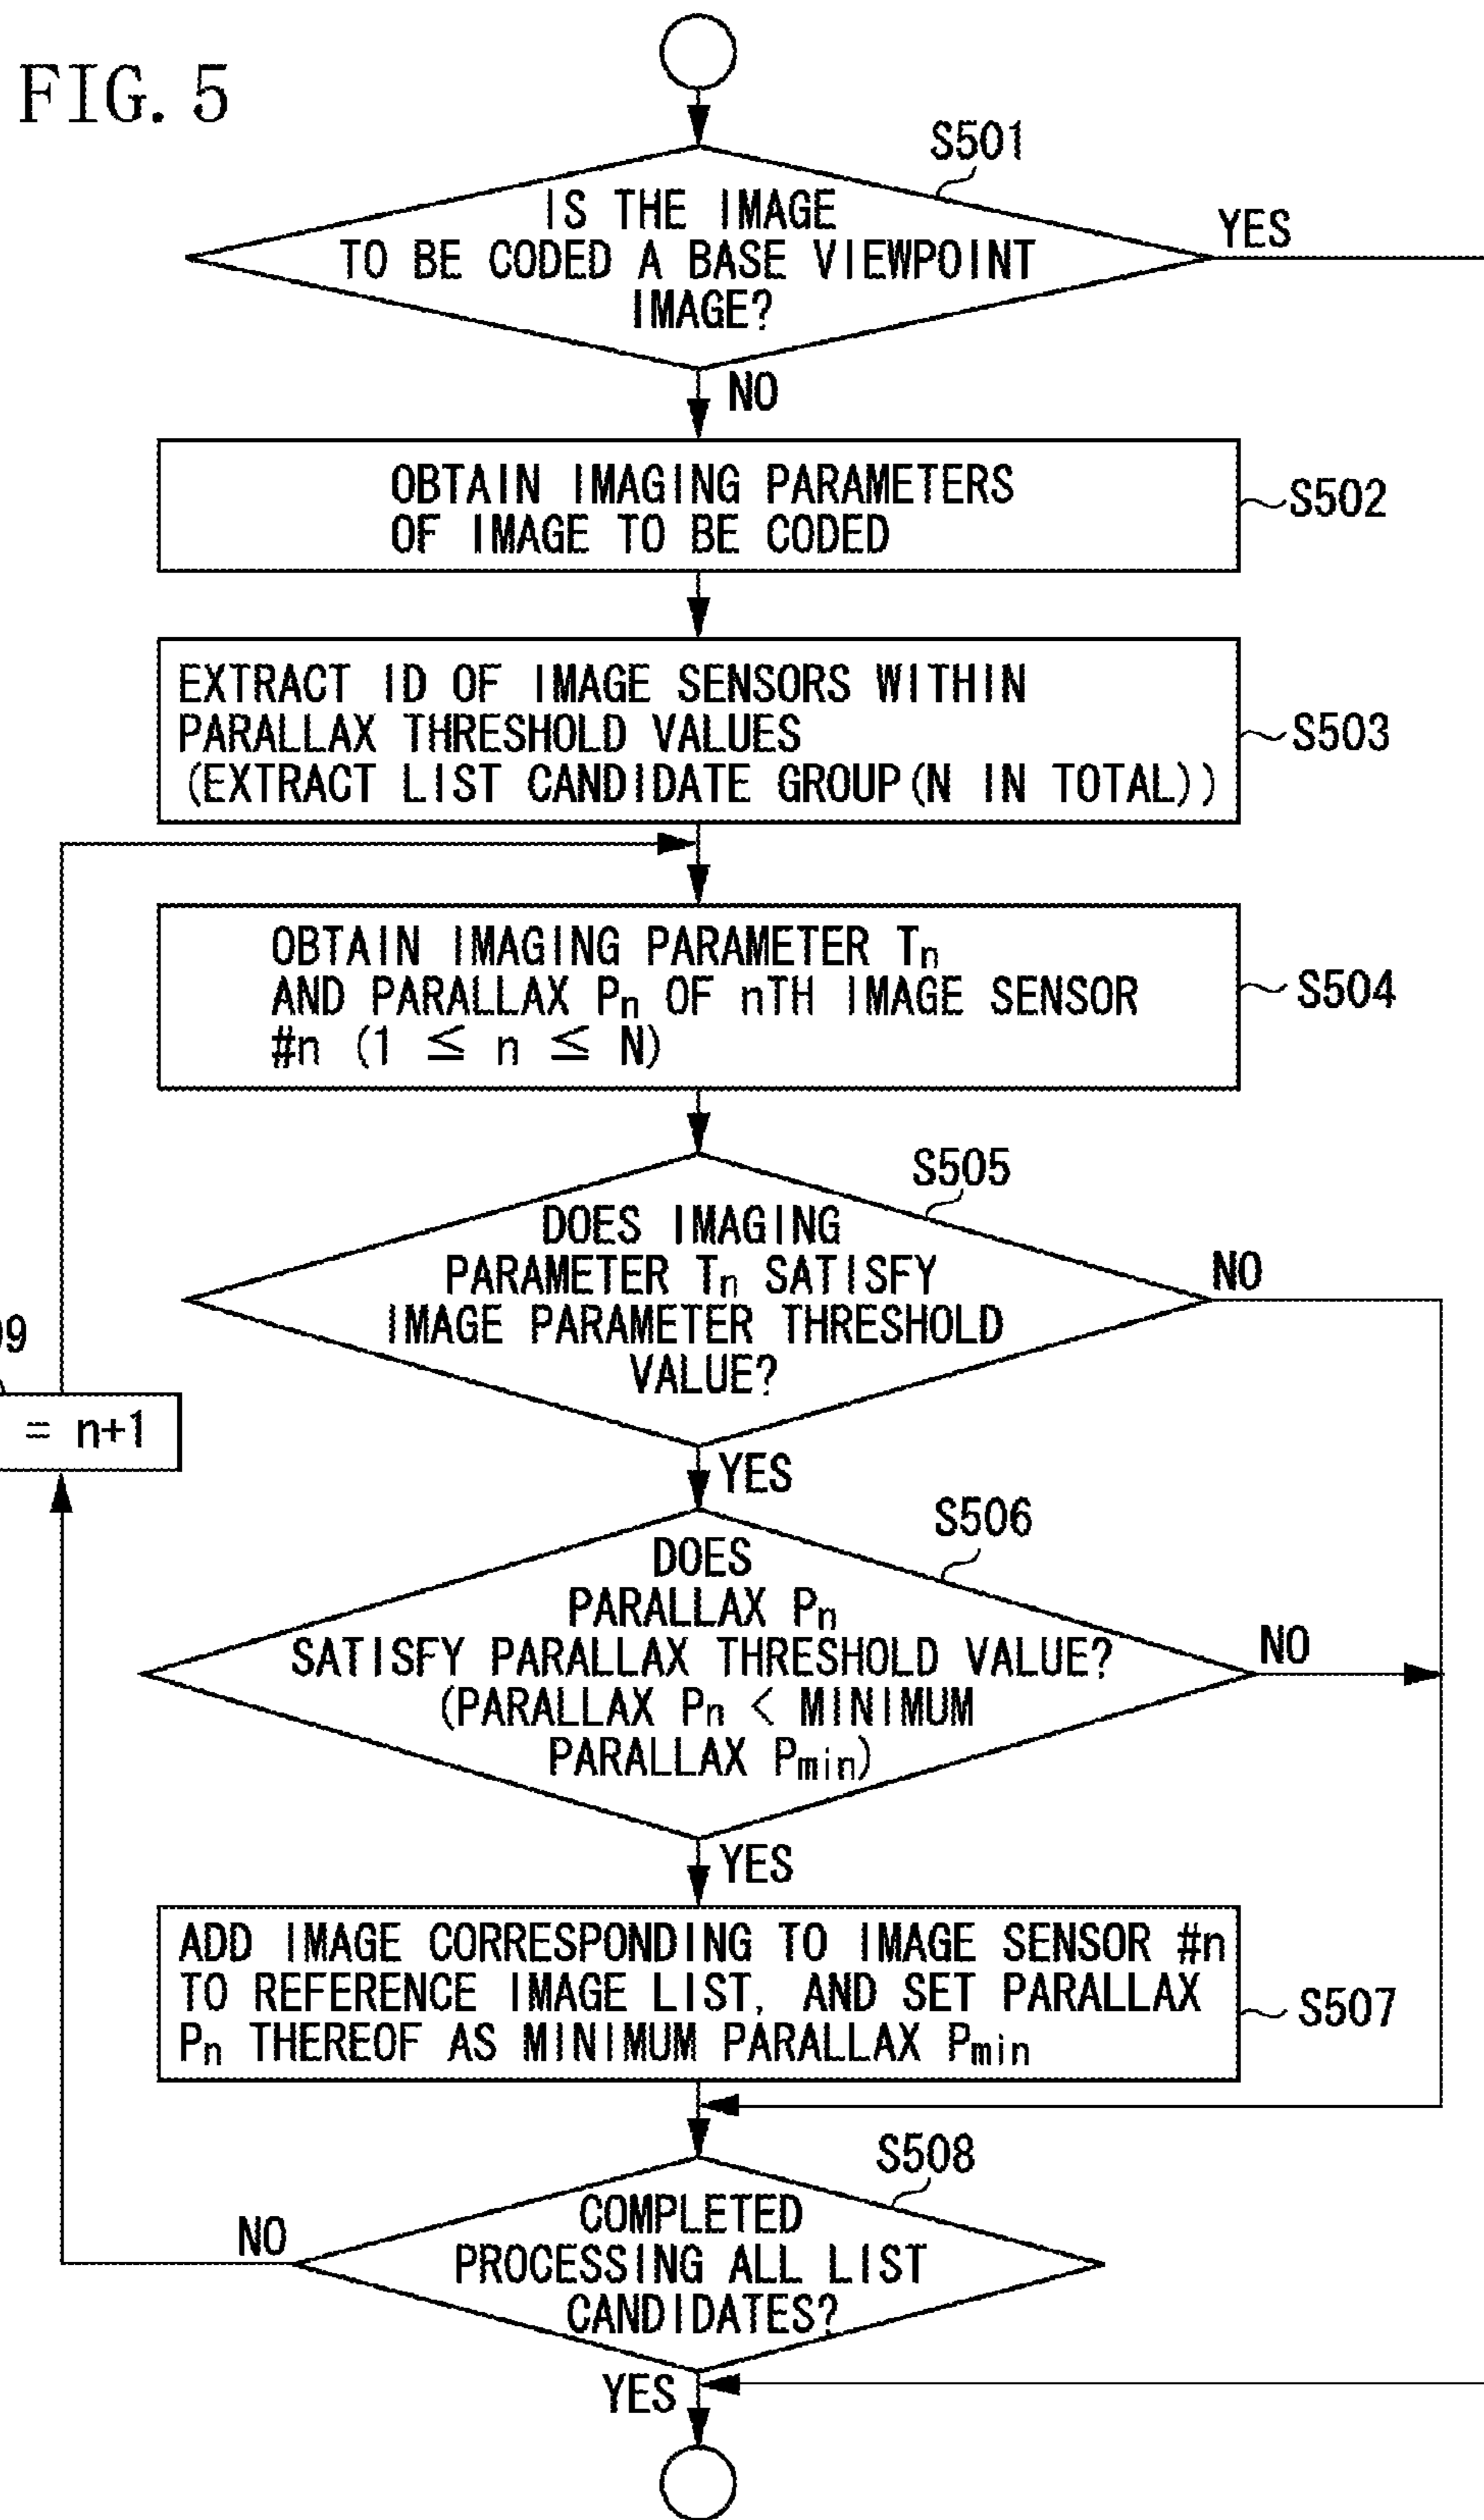 FIG. 5
S501
IS THE IMAGE
TO BE CODED A BASE VIEWPOINT
IMAGE?
YES
NO
OBTAIN IMAGING PARAMETERS
OF IMAGE TO BE CODED
S502
EXTRACT ID OF IMAGE SENSORS WITHIN
PARALLAX THRESHOLD VALUES
(EXTRACT LIST CANDIDATE GROUP(N IN TOTAL))
S503
OBTAIN IMAGING PARAMETER Tn
AND PARALLAX Pn OF nTH IMAGE SENSOR
#n (1 ≤ n ≤ N)
S504
S505
DOES IMAGING
PARAMETER Tn SATISFY
IMAGE PARAMETER THRESHOLD
VALUE?
NO
YES
9
= n+1
S506
DOES
PARALLAX Pn
SATISFY PARALLAX THRESHOLD VALUE?
(PARALLAX Pn < MINIMUM
PARALLAX Pmin)
NO
YES
ADD IMAGE CORRESPONDING TO IMAGE SENSOR #n
TO REFERENCE IMAGE LIST, AND SET PARALLAX
Pn THEREOF AS MINIMUM PARALLAX Pmin
S507
S508
COMPLETED
PROCESSING ALL LIST
CANDIDATES?
NO
YES